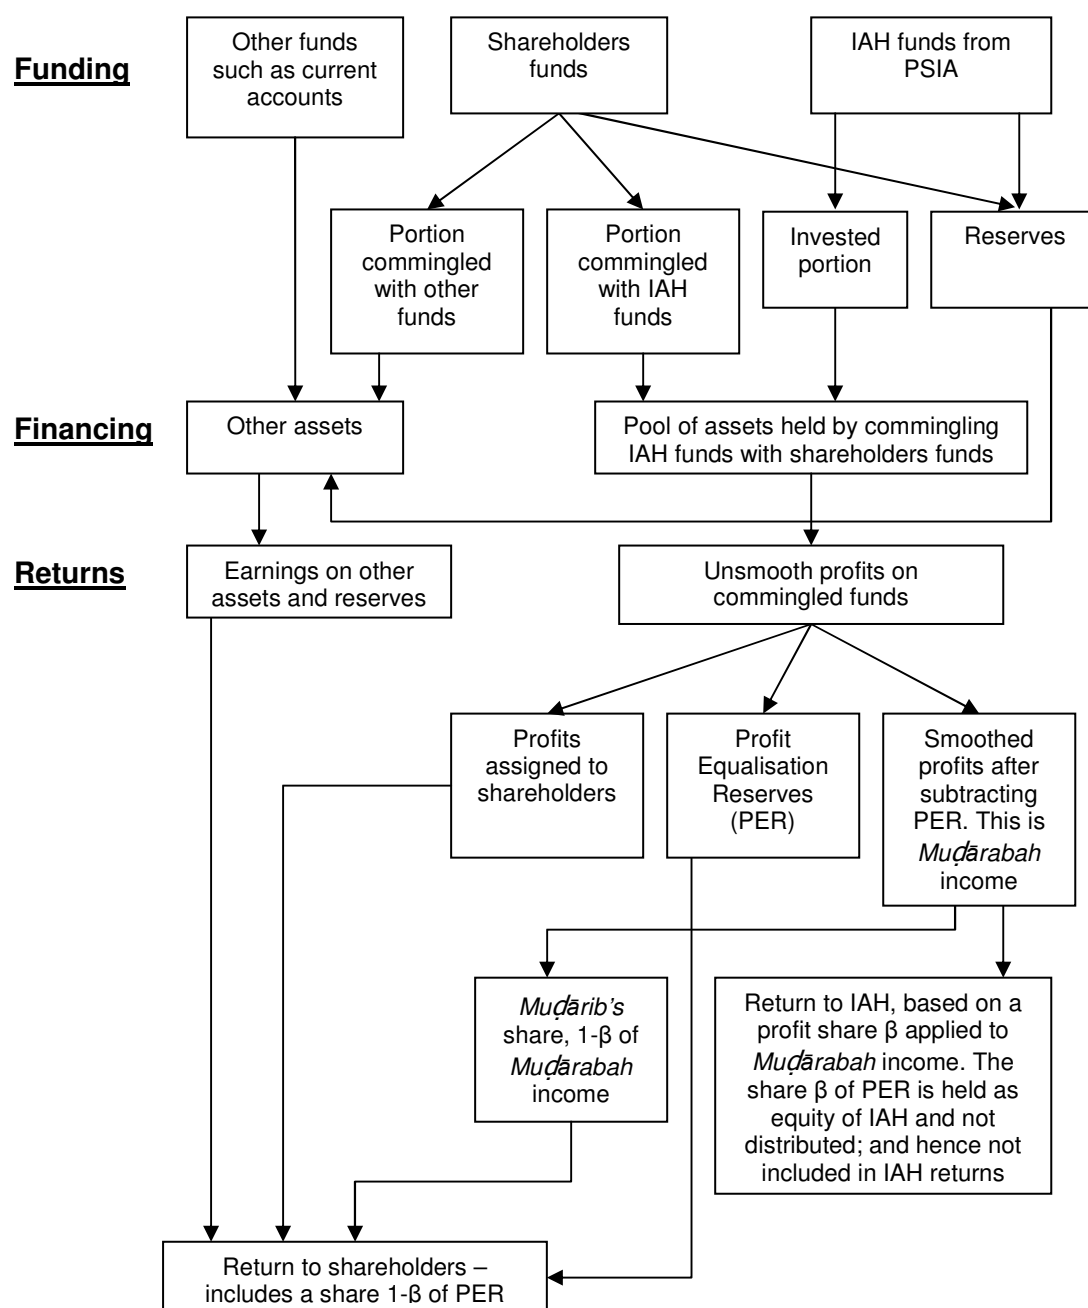 Funding
Other funds
such as current
accounts
Shareholders
funds
IAH funds from
PSIA
Portion
commingled
with other
funds
Portion
commingled
with IAH
funds
Invested
portion
Reserves
Financing
Other assets
Pool of assets held by commingling
IAH funds with shareholders funds
Returns
Earnings on other
assets and reserves
Unsmooth profits on
commingled funds
Profits
assigned to
shareholders
Profit
Equalisation
Reserves
(PER)
Smoothed
profits after
subtracting
PER. This is
Muḍārabah
income
Muḍārib's
share, 1-β of
Muḍārabah
income
Return to IAH, based on a
profit share β applied to
Muḍārabah income. The
share β of PER is held as
equity of IAH and not
distributed; and hence not
included in IAH returns
Return to shareholders –
includes a share 1-β of PER